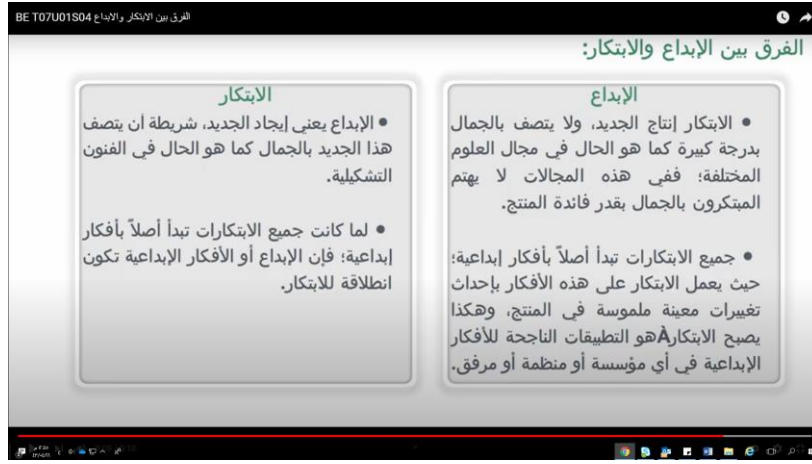 BE T07U01S04 الفرق بين الابتكار والابداع
الفرق بين الإبداع والابتكار:
الإبداع
• الابتكار إنتاج الجديد، ولا يتصف بالجمال
بدرجة كبيرة كما هو الحال في مجال العلوم
المختلفة؛ ففي هذه المجالات لا يهتم
المبتكرون بالجمال بقدر فائدة المنتج.
• جميع الابتكارات تبدأ أصلاً بأفكار إبداعية؛
حيث يعمل الابتكار على هذه الأفكار بإحداث
تغييرات معينة ملموسة في المنتج، وهكذا
يصبح الابتكارÀهو التطبيقات الناجحة للأفكار
الإبداعية في أي مؤسسة أو منظمة أو مرفق.
الابتكار
• الإبداع يعني إيجاد الجديد، شريطة أن يتصف
هذا الجديد بالجمال كما هو الحال في الفنون
التشكيلية.
• لما كانت جميع الابتكارات تبدأ أصلاً بأفكار
إبداعية؛ فإن الإبداع أو الأفكار الإبداعية تكون
انطلاقة للابتكار.